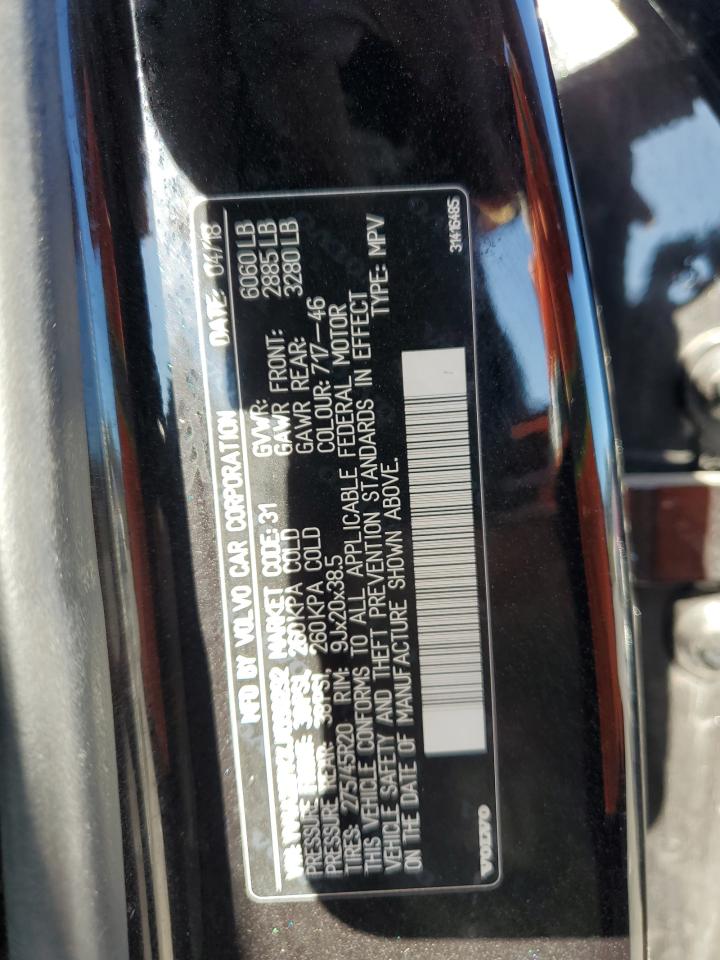 MFD BY VOLVO CAR CORPORATION DATE: 04/18
MARKET CODE: 31 GVWR: 6060 LB
38PSI, 260KPA COLD GAWR FRONT: 2885 LB
PRESSURE REAR: 38PSI, 260KPA COLD GAWR REAR: 3280 LB
TIRES: 275/45R20 RIM: 9Jx20x38.5 COLOUR: 717-46
THIS VEHICLE CONFORMS TO ALL APPLICABLE FEDERAL MOTOR
VEHICLE SAFETY AND THEFT PREVENTION STANDARDS IN EFFECT
ON THE DATE OF MANUFACTURE SHOWN ABOVE. TYPE: MPV
VOLVO 31416485